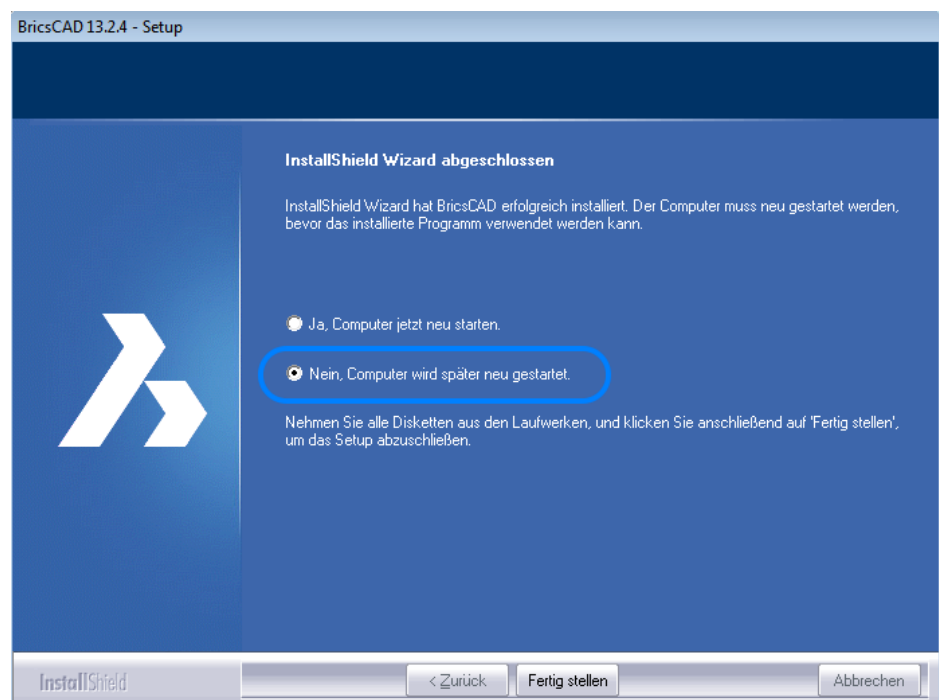 BricsCAD 13.2.4 - Setup
InstallShield Wizard abgeschlossen
InstallShield Wizard hat BricsCAD erfolgreich installiert. Der Computer muss neu gestartet werden,
bevor das installierte Programm verwendet werden kann.
Ja, Computer jetzt neu starten.
Nein, Computer wird später neu gestartet.
Nehmen Sie alle Disketten aus den Laufwerken, und klicken Sie anschließend auf 'Fertig stellen',
um das Setup abzuschließen.
InstallShield
< Zurück Fertig stellen Abbrechen